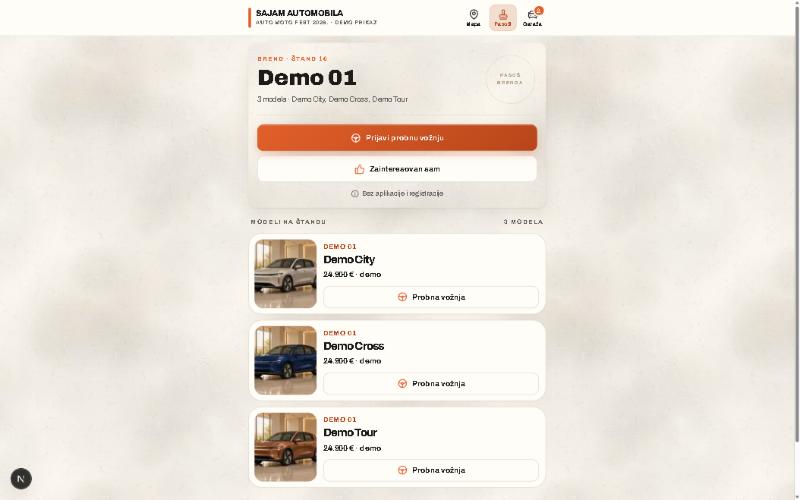 SAJAM AUTOMOBILA
AUTO MOTO FEST 2026. · DEMO PRIKAZ
Mapa
Pasoš
Garaža
BREND · ŠTAND 16
Demo 01
3 modela · Demo City, Demo Cross, Demo Tour
PASOŠ
BRENDA
Prijavi probnu vožnju
Zainteresovan sam
Bez aplikacije i registracije
MODELI NA ŠTANDU
3 MODELA
DEMO 01
Demo City
24.900 € · demo
Probna vožnja
DEMO 01
Demo Cross
24.900 € · demo
Probna vožnja
DEMO 01
Demo Tour
24.900 € · demo
Probna vožnja
N